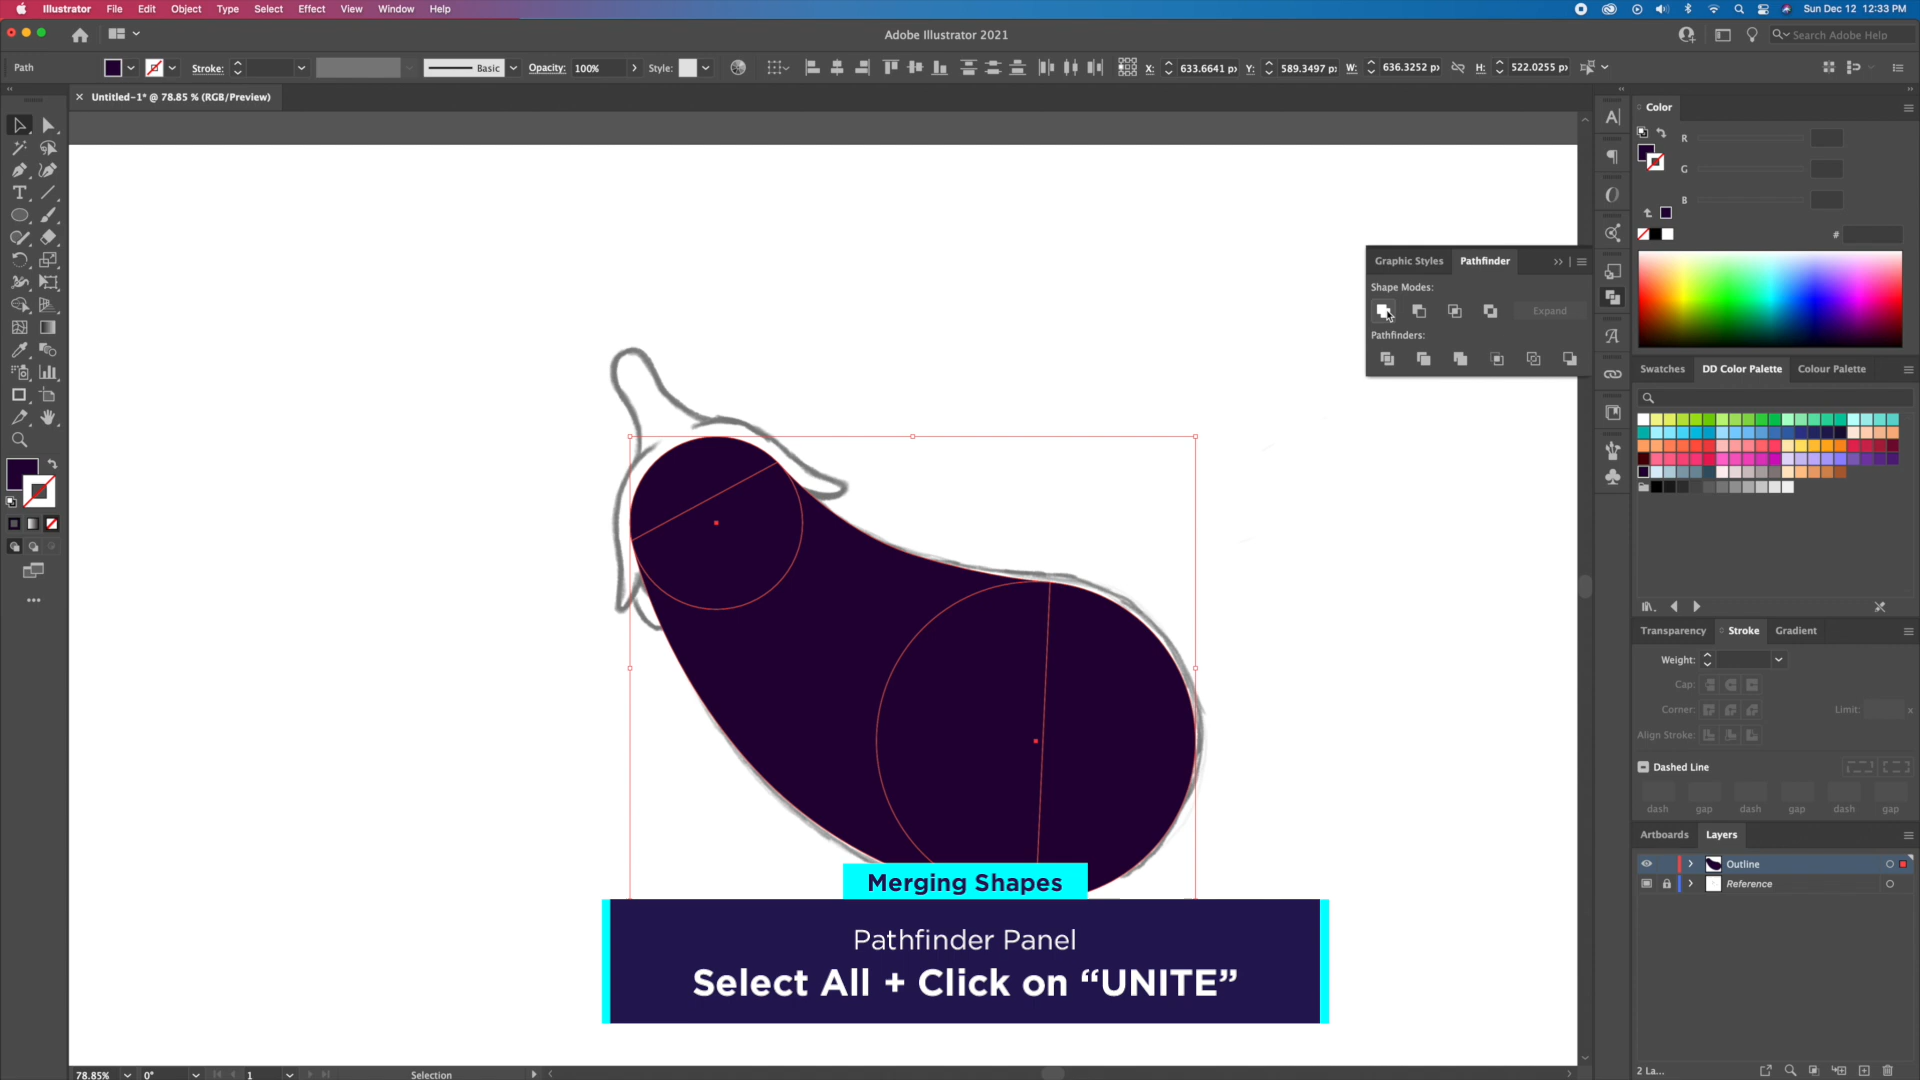 Illustrator File Edit Object Type Select Effect View Window Help
Sun Dec 12 12:33 PM
Adobe Illustrator 2021
Search Adobe Help
Path
Stroke:
Basic
Opacity: 100%
Style:
X: 633.6641 px
Y: 589.3497 px
W: 636.3252 px
H: 522.0255 px
Untitled-1* @ 78.85 % (RGB/Preview)
Color
R
G
B
#
Graphic Styles Pathfinder
Shape Modes:
Expand
Pathfinders:
Swatches DD Color Palette Colour Palette
Transparency Stroke Gradient
Weight:
Cap:
Corner: Limit: x
Align Stroke:
Dashed Line
dash gap dash gap dash gap
Artboards Layers
Outline
Reference
Merging Shapes
Pathfinder Panel
Select All + Click on “UNITE”
78.85% 0° 1 Selection
2 La...